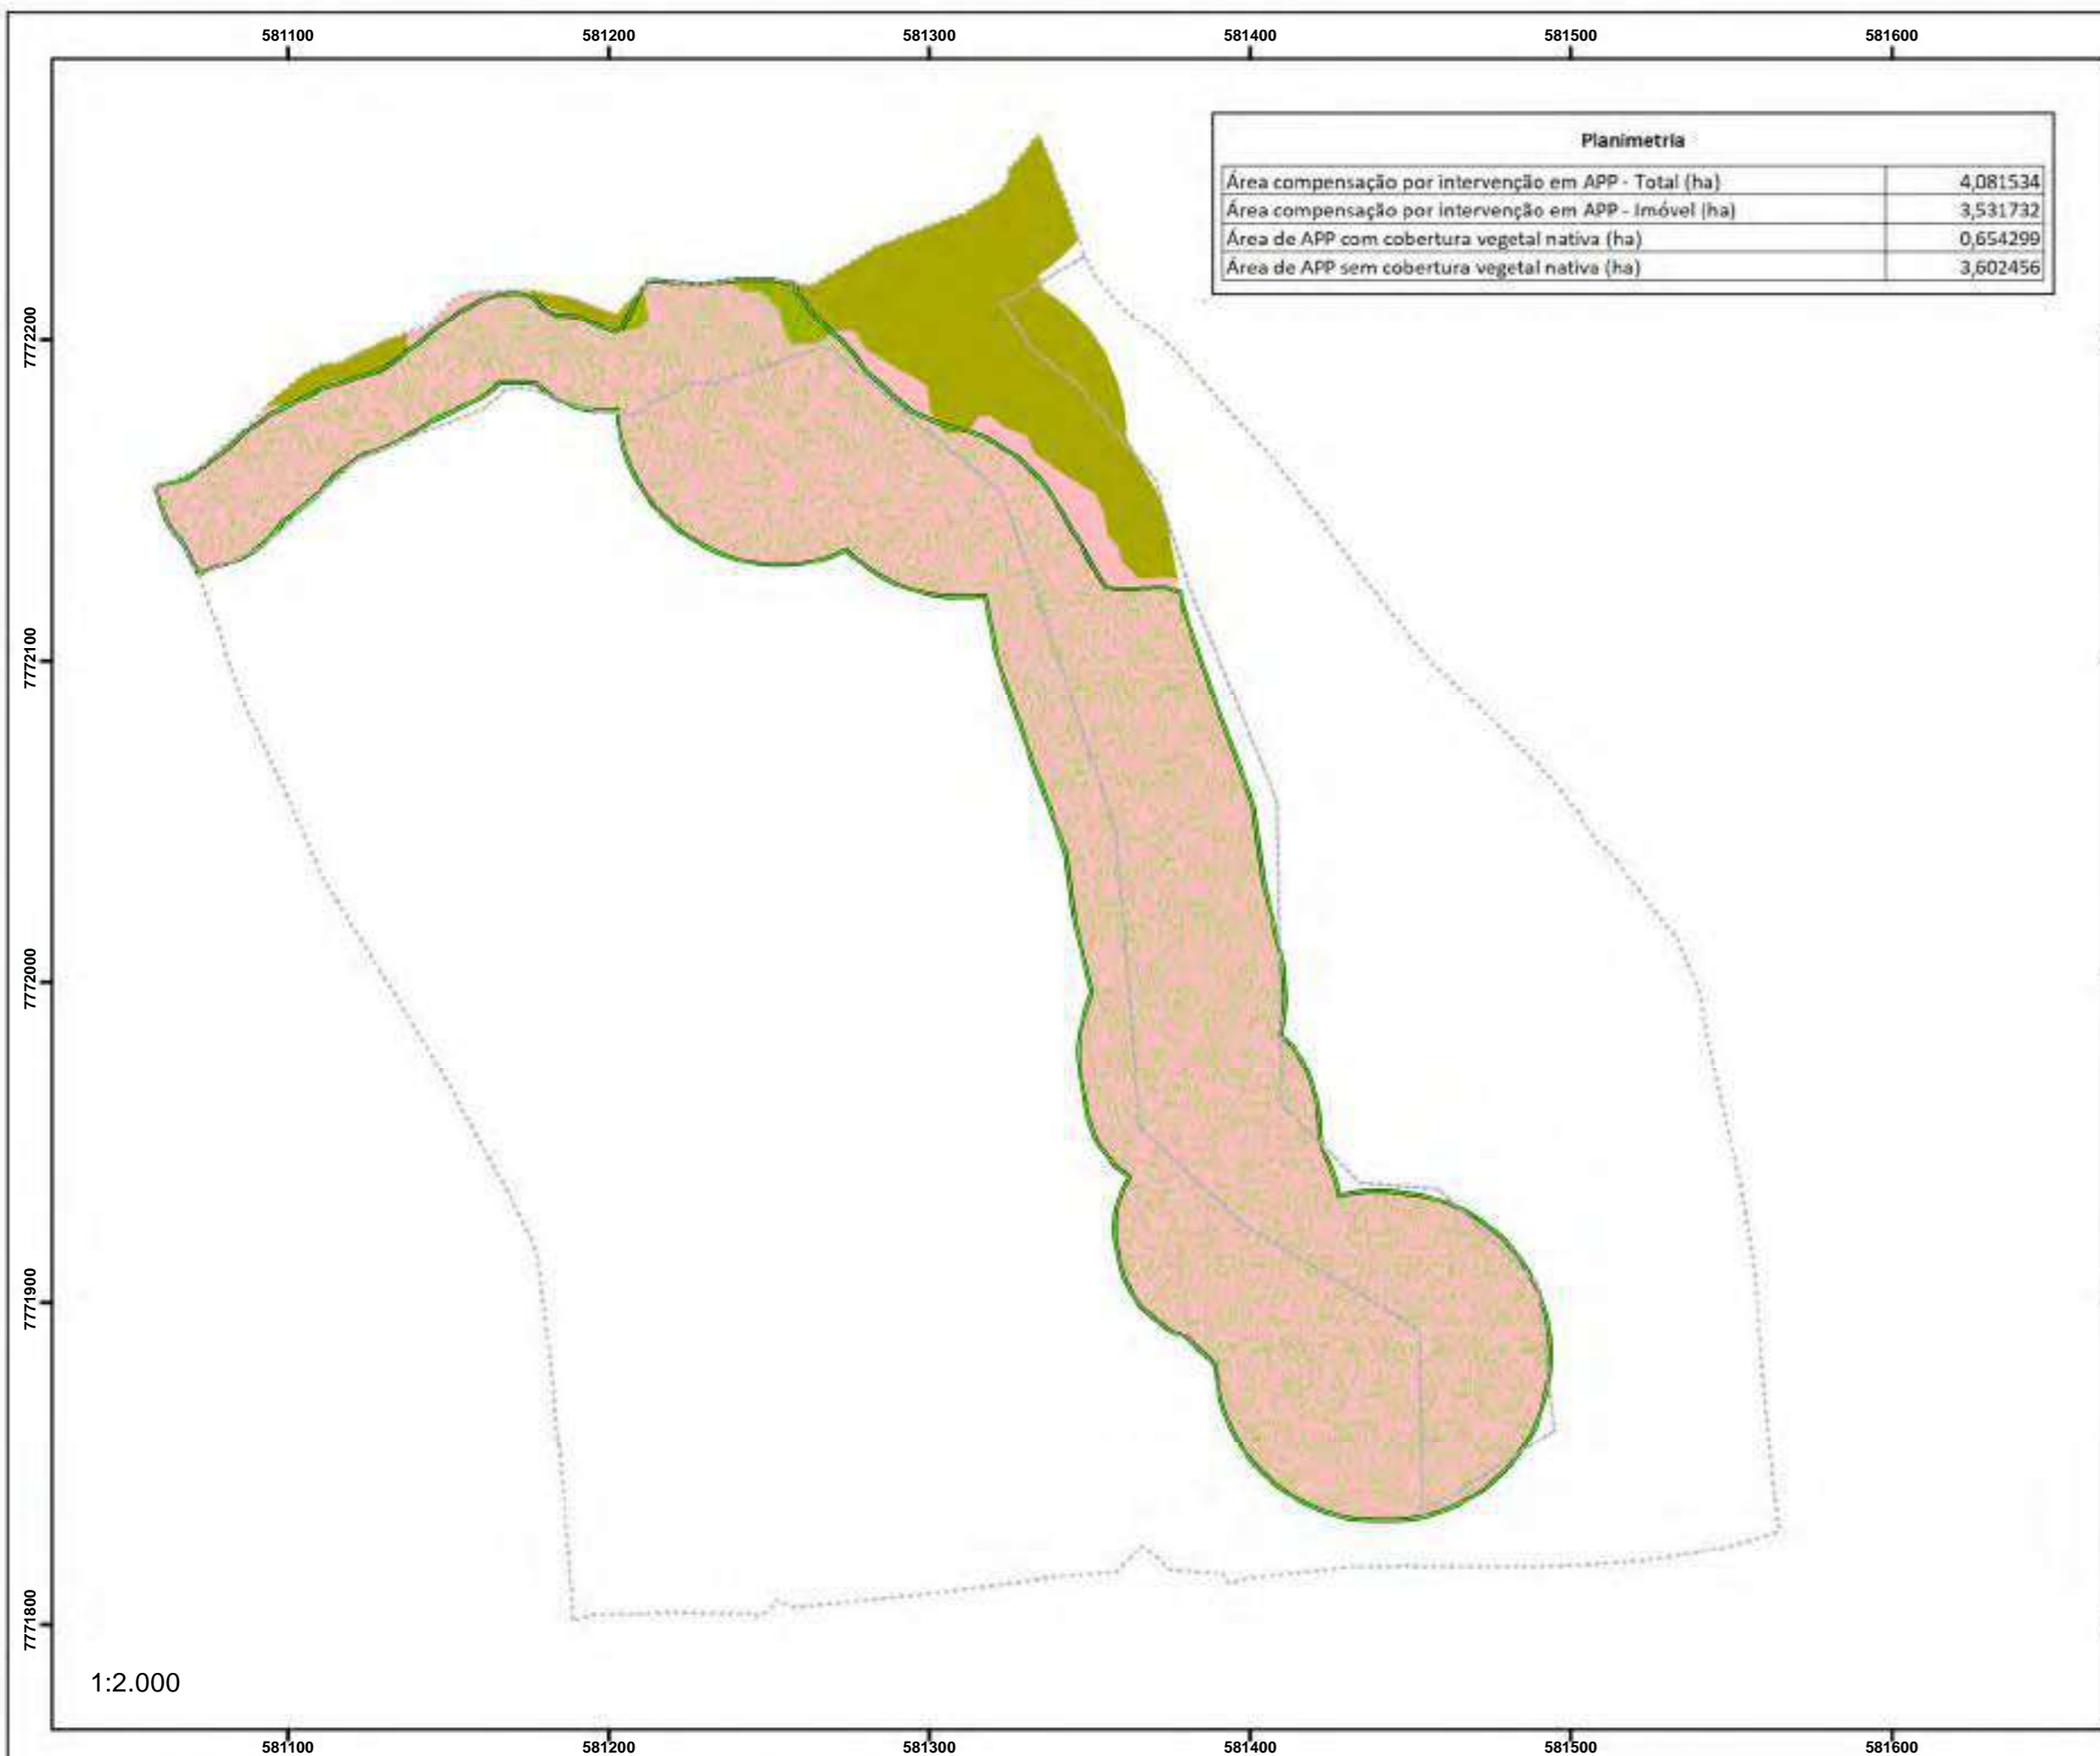 581100 581200 581300 581400 581500 581600
Planimetria
Área compensação por intervenção em APP - Total (ha) 4,081534
Área compensação por intervenção em APP - Imóvel (ha) 3,531732
Área de APP com cobertura vegetal nativa (ha) 0,654299
Área de APP sem cobertura vegetal nativa (ha) 3,602456
7772200
7772100
7772000
7771900
7771800
1:2.000
581100 581200 581300 581400 581500 581600